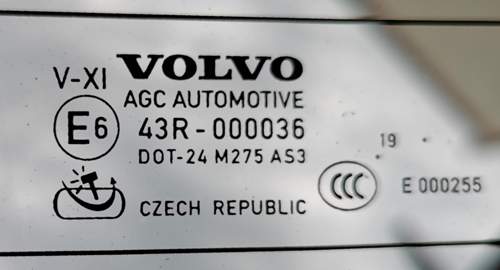 VOLVO
V-XI
AGC AUTOMOTIVE
E6
43R-000036
DOT-24 M275 AS3
19
CCC
E 000255
CZECH REPUBLIC